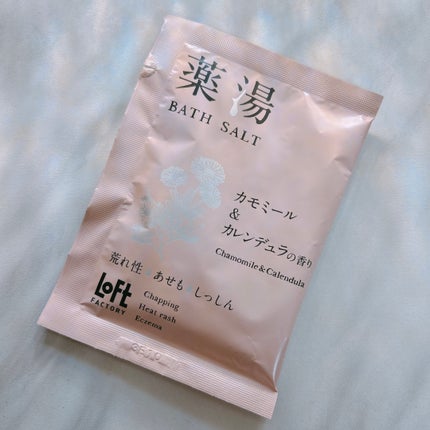 薬湯
BATH SALT
カモミール
&
カレンデュラの香り
Chamomile&Calendula
荒れ性 あせも しっしん
LOFT
FACTORY
Chapping
Heat rash
Eczema